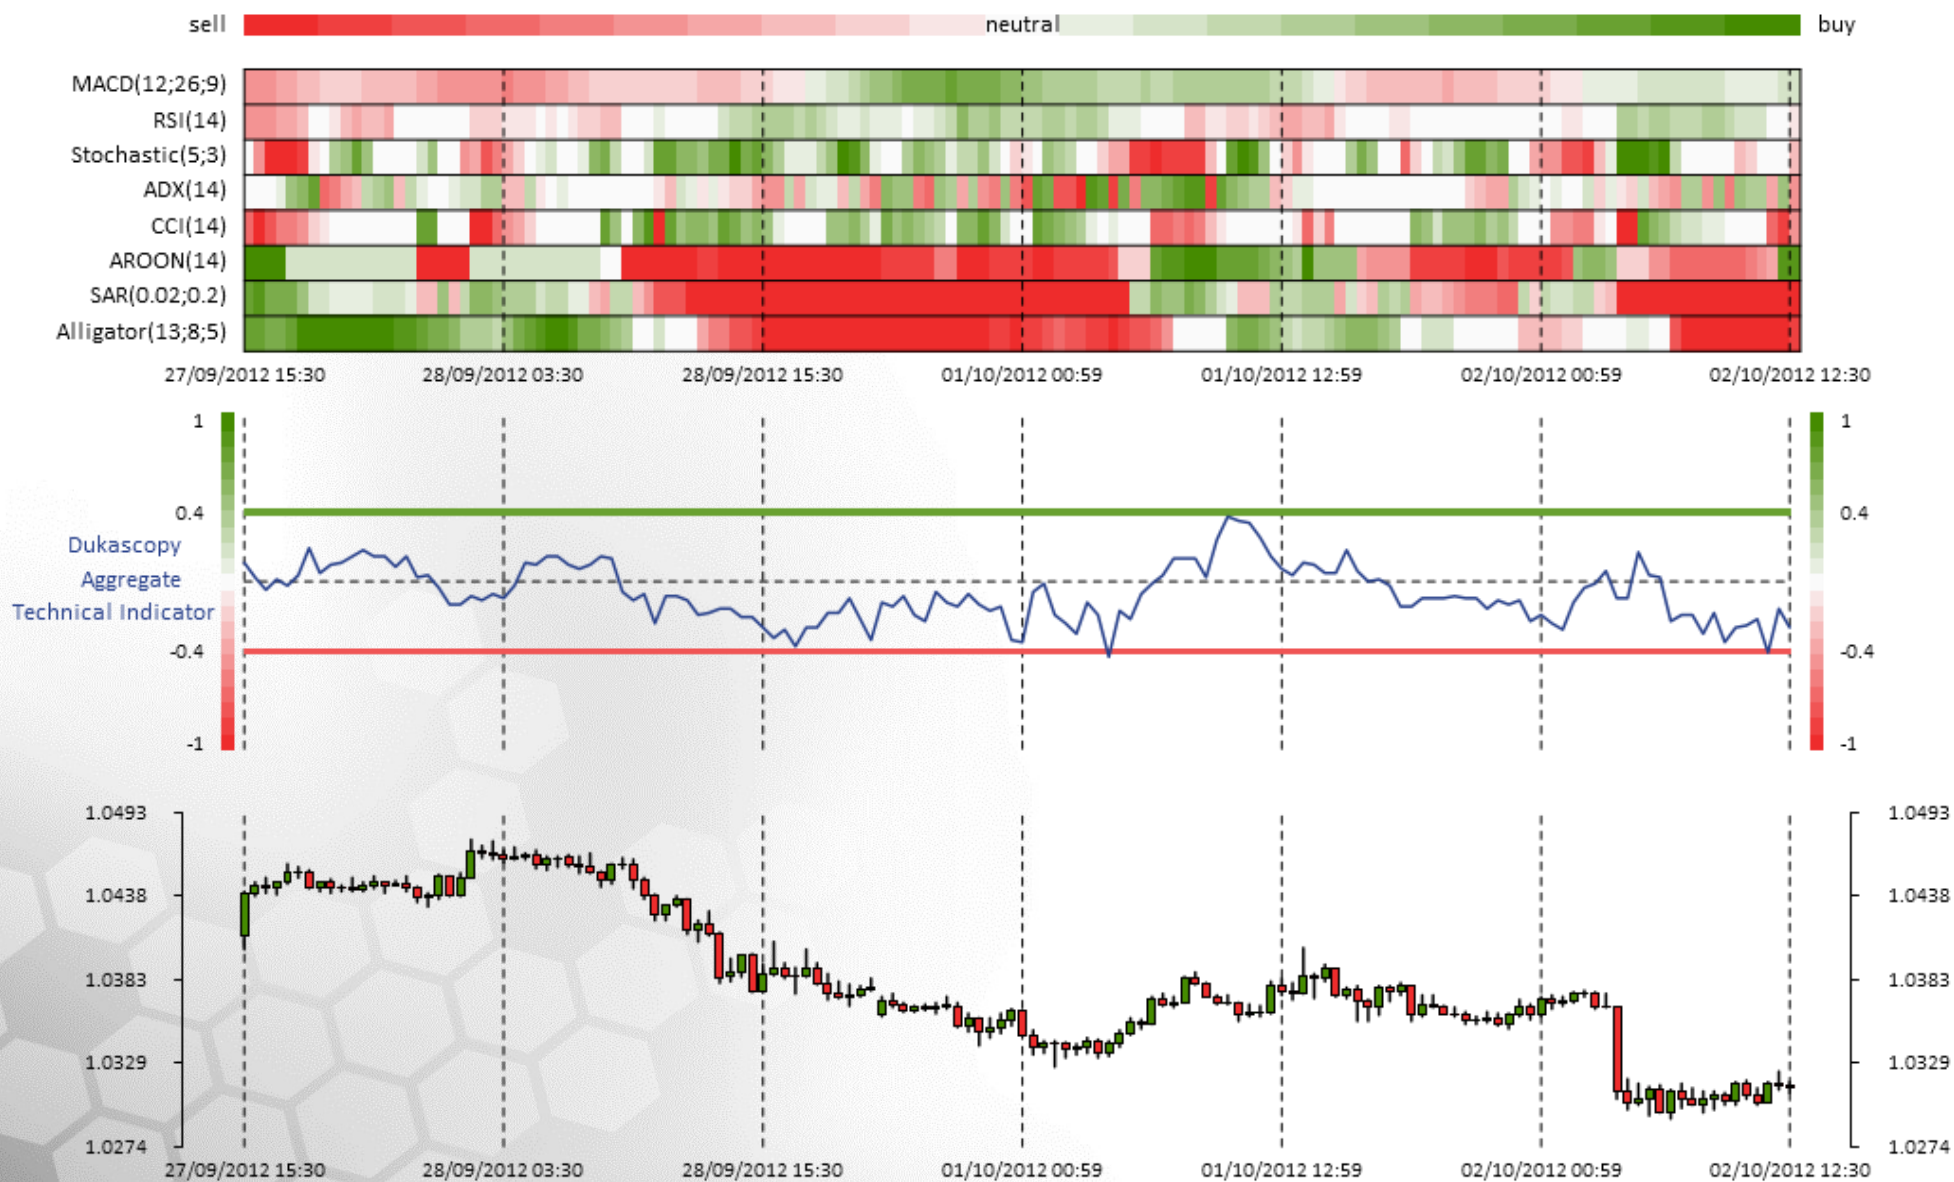 sell neutral buy
MACD(12;26;9)
RSI(14)
Stochastic(5;3)
ADX(14)
CCI(14)
AROON(14)
SAR(0.02;0.2)
Alligator(13;8;5)
27/09/2012 15:30 28/09/2012 03:30 28/09/2012 15:30 01/10/2012 00:59 01/10/2012 12:59 02/10/2012 00:59 02/10/2012 12:30
1 1
0.4 0.4
Dukascopy
Aggregate
Technical Indicator
-0.4 -0.4
-1 -1
1.0493 1.0493
1.0438 1.0438
1.0383 1.0383
1.0329 1.0329
1.0274 1.0274
27/09/2012 15:30 28/09/2012 03:30 28/09/2012 15:30 01/10/2012 00:59 01/10/2012 12:59 02/10/2012 00:59 02/10/2012 12:30